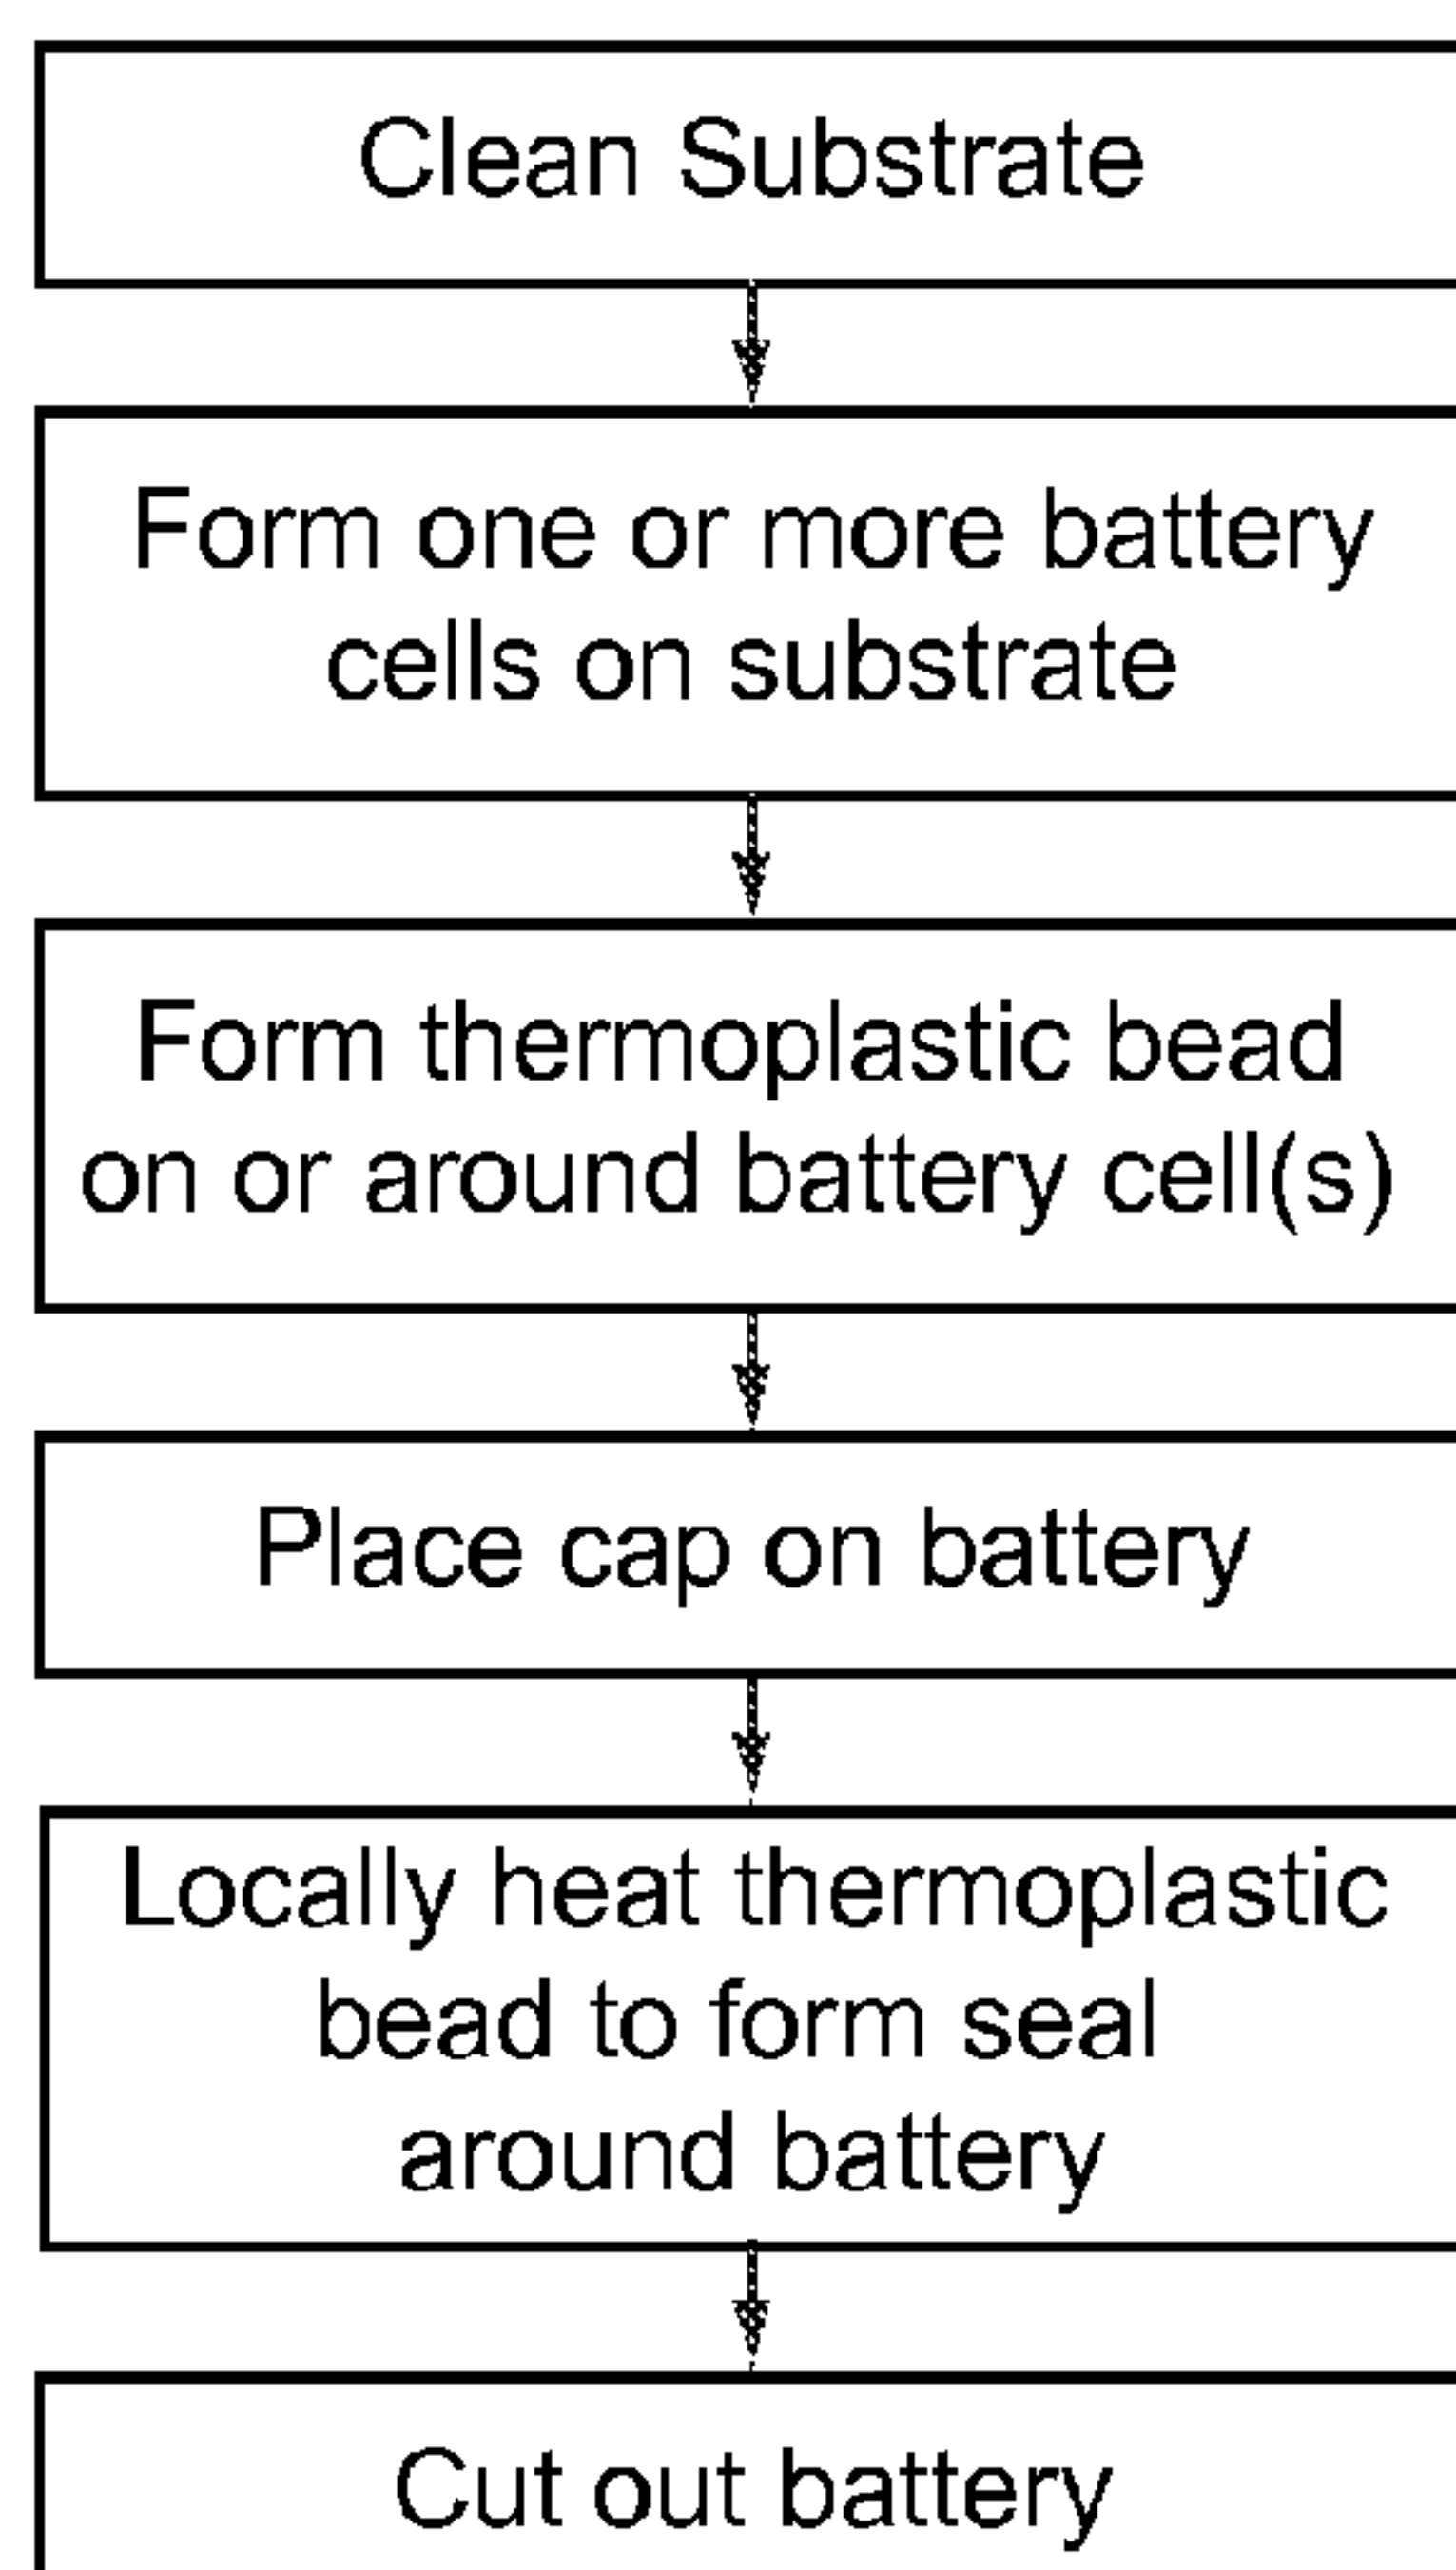 Clean Substrate
Form one or more battery
cells on substrate
Form thermoplastic bead
on or around battery cell(s)
Place cap on battery
Locally heat thermoplastic
bead to form seal
around battery
Cut out battery